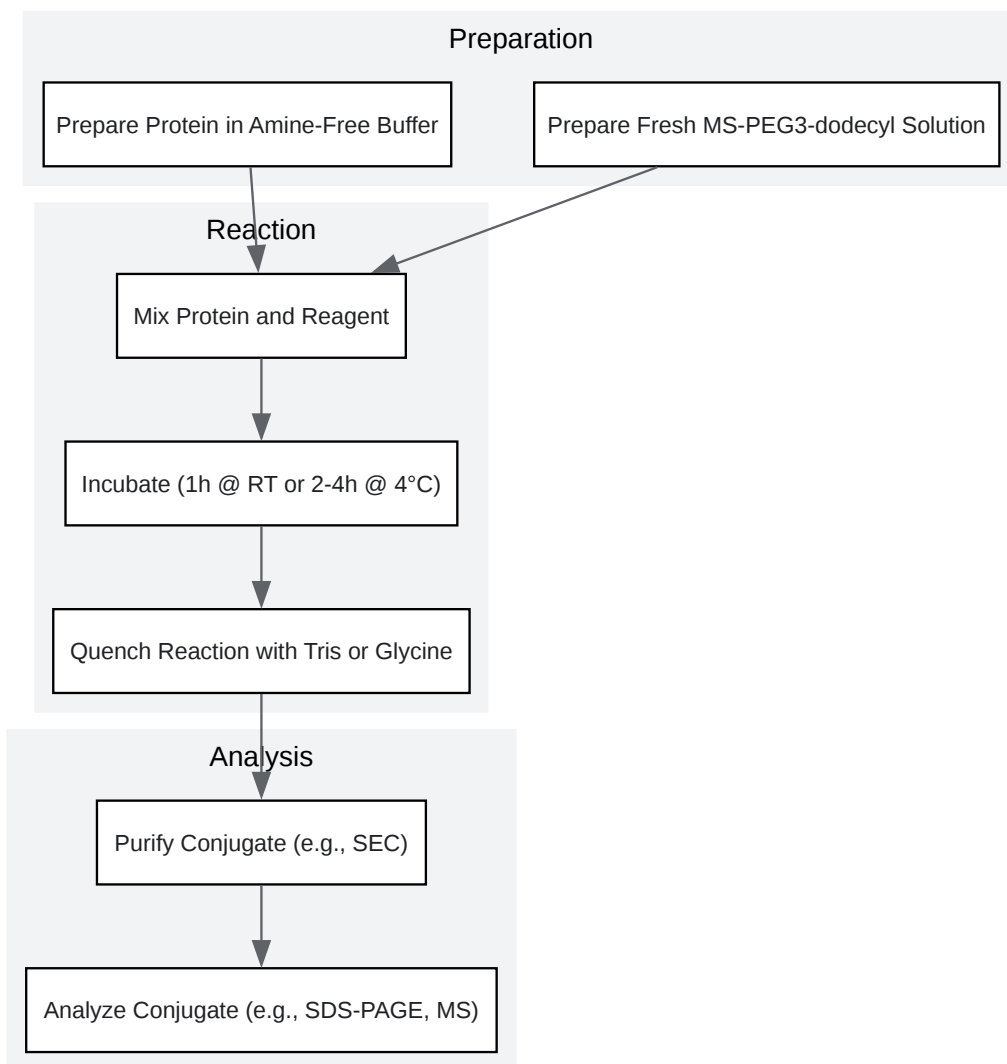 Preparation
Prepare Protein in Amine-Free Buffer
Prepare Fresh MS-PEG3-dodecyl Solution
Reaction
Mix Protein and Reagent
Incubate (1h @ RT or 2-4h @ 4°C)
Quench Reaction with Tris or Glycine
Analysis
Purify Conjugate (e.g., SEC)
Analyze Conjugate (e.g., SDS-PAGE, MS)